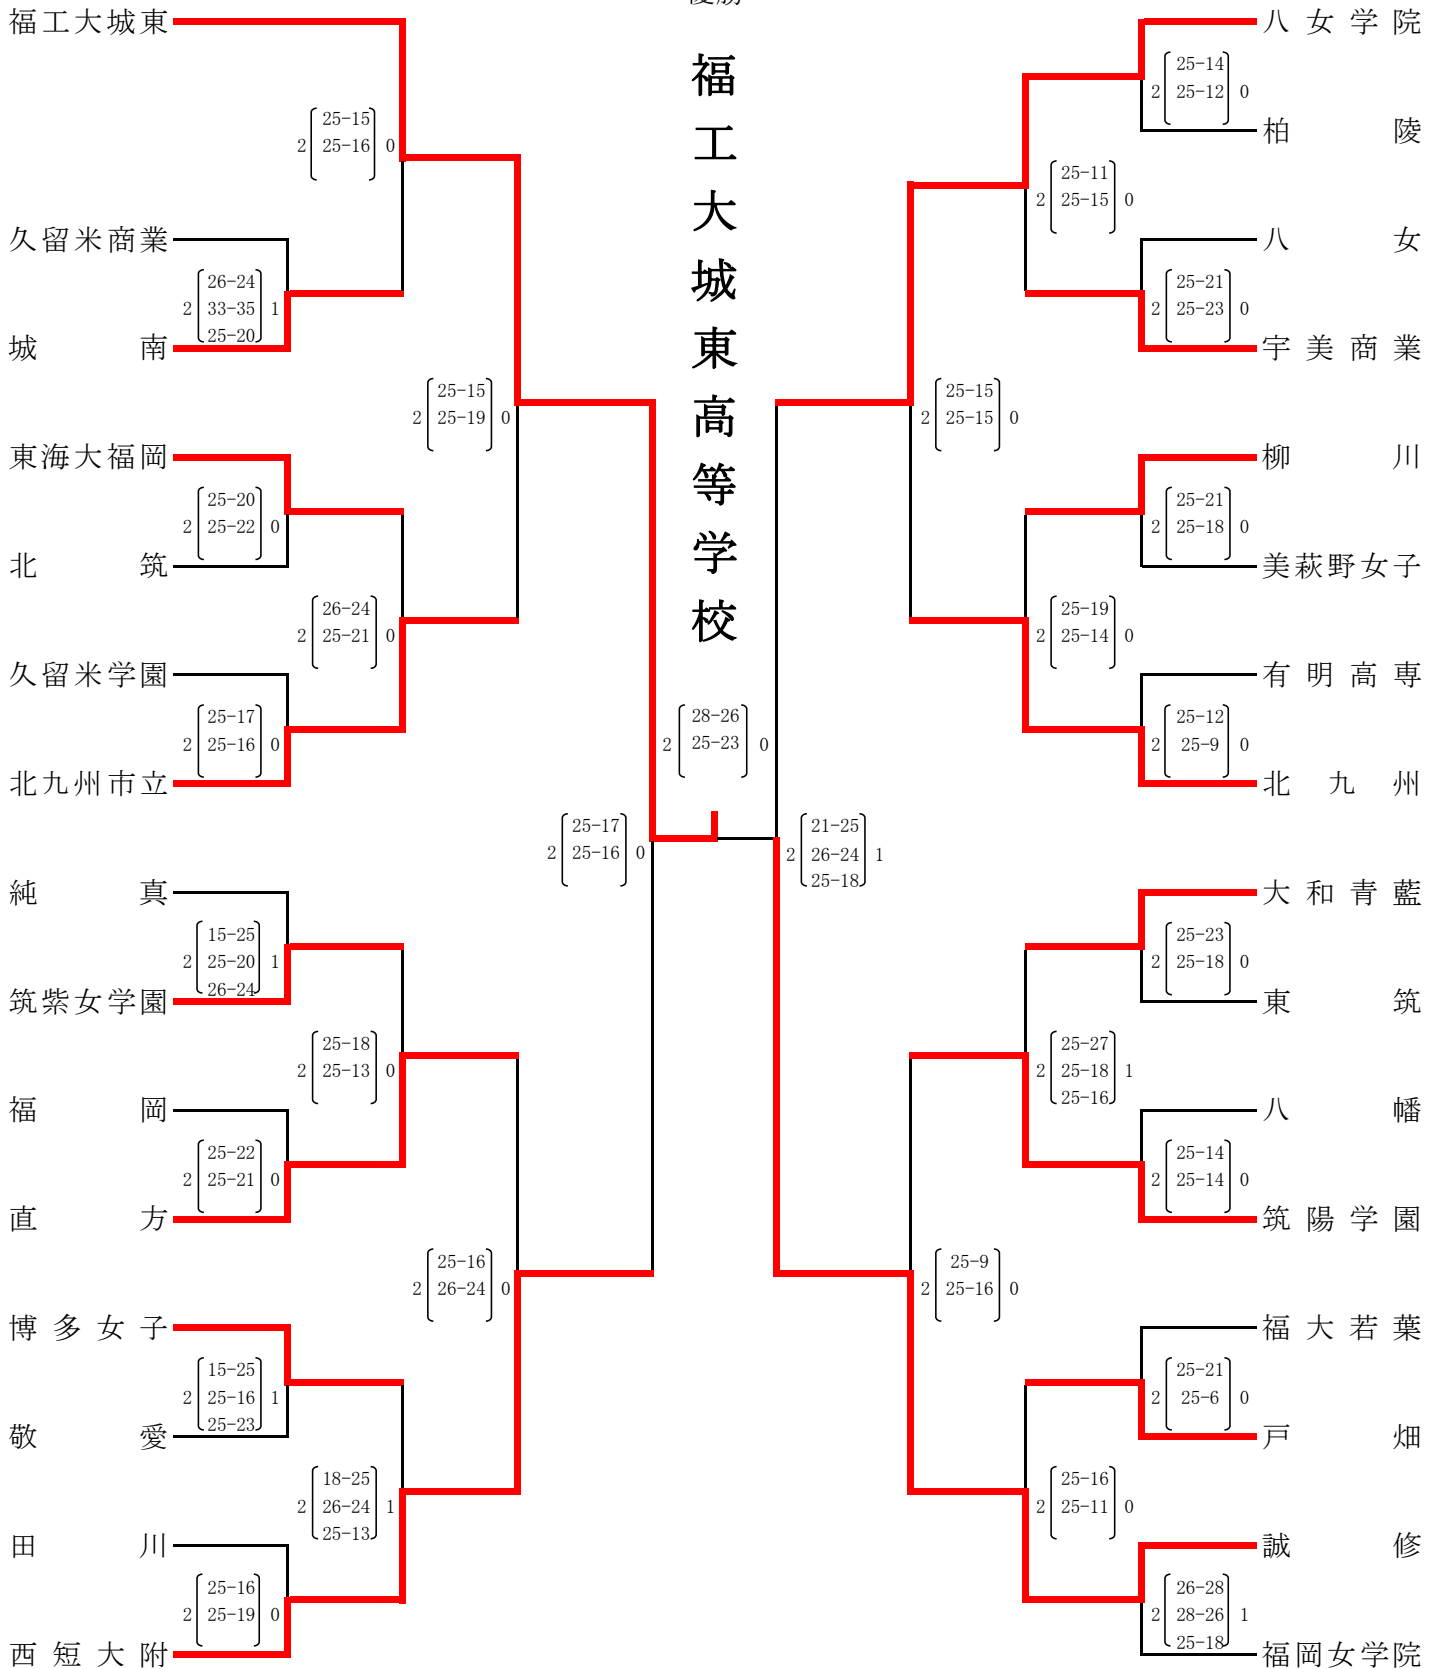 優勝
福工大城東高等学校
福工大城東
2 25-15 0
25-16
久留米商業
2 26-24 1
33-35
25-20
城南
2 25-15 0
25-19
東海大福岡
2 25-20 0
25-22
北筑
2 26-24 0
25-21
久留米学園
2 25-17 0
25-16
北九州市立
2 25-17 0
25-16
純真
2 15-25 1
25-20
26-24
筑紫女学園
2 25-18 0
25-13
福岡
2 25-22 0
25-21
直方
2 25-16 0
26-24
博多女子
2 15-25 1
25-16
25-23
敬愛
2 18-25 1
26-24
25-13
田川
2 25-16 0
25-19
西短大附
2 28-26 0
25-23
八女学院
2 25-14 0
25-12
柏陵
2 25-11 0
25-15
八女
2 25-21 0
25-23
宇美商業
2 25-15 0
25-15
柳川
2 25-21 0
25-18
美萩野女子
2 25-19 0
25-14
有明高専
2 25-12 0
25-9
北九州
2 21-25 1
26-24
25-18
大和青藍
2 25-23 0
25-18
東筑
2 25-27 1
25-18
25-16
八幡
2 25-14 0
25-14
筑陽学園
2 25-9 0
25-16
福大若葉
2 25-21 0
25-6
戸畑
2 25-16 0
25-11
誠修
2 26-28 1
28-26
25-18
福岡女学院